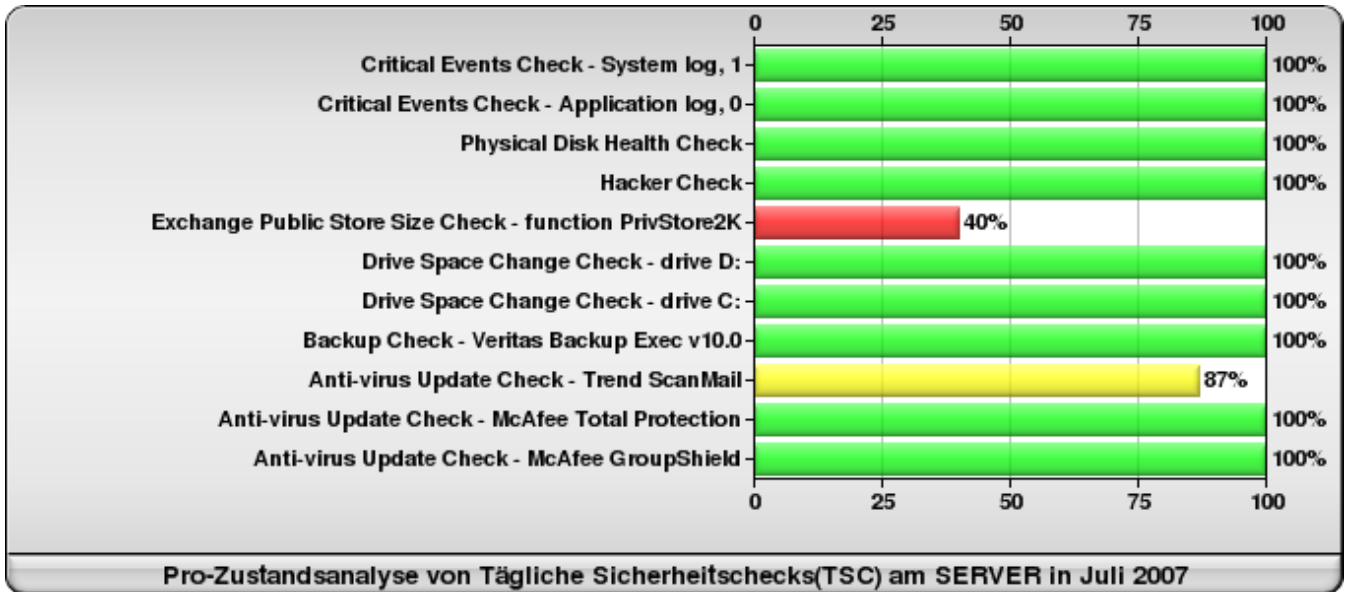 0 25 50 75 100
Critical Events Check - System log, 1 100%
Critical Events Check - Application log, 0 100%
Physical Disk Health Check 100%
Hacker Check 100%
Exchange Public Store Size Check - function PrivStore2K 40%
Drive Space Change Check - drive D: 100%
Drive Space Change Check - drive C: 100%
Backup Check - Veritas Backup Exec v10.0 100%
Anti-virus Update Check - Trend ScanMail 87%
Anti-virus Update Check - McAfee Total Protection 100%
Anti-virus Update Check - McAfee GroupShield 100%
0 25 50 75 100
Pro-Zustandsanalyse von Tägliche Sicherheitschecks(TSC) am SERVER in Juli 2007